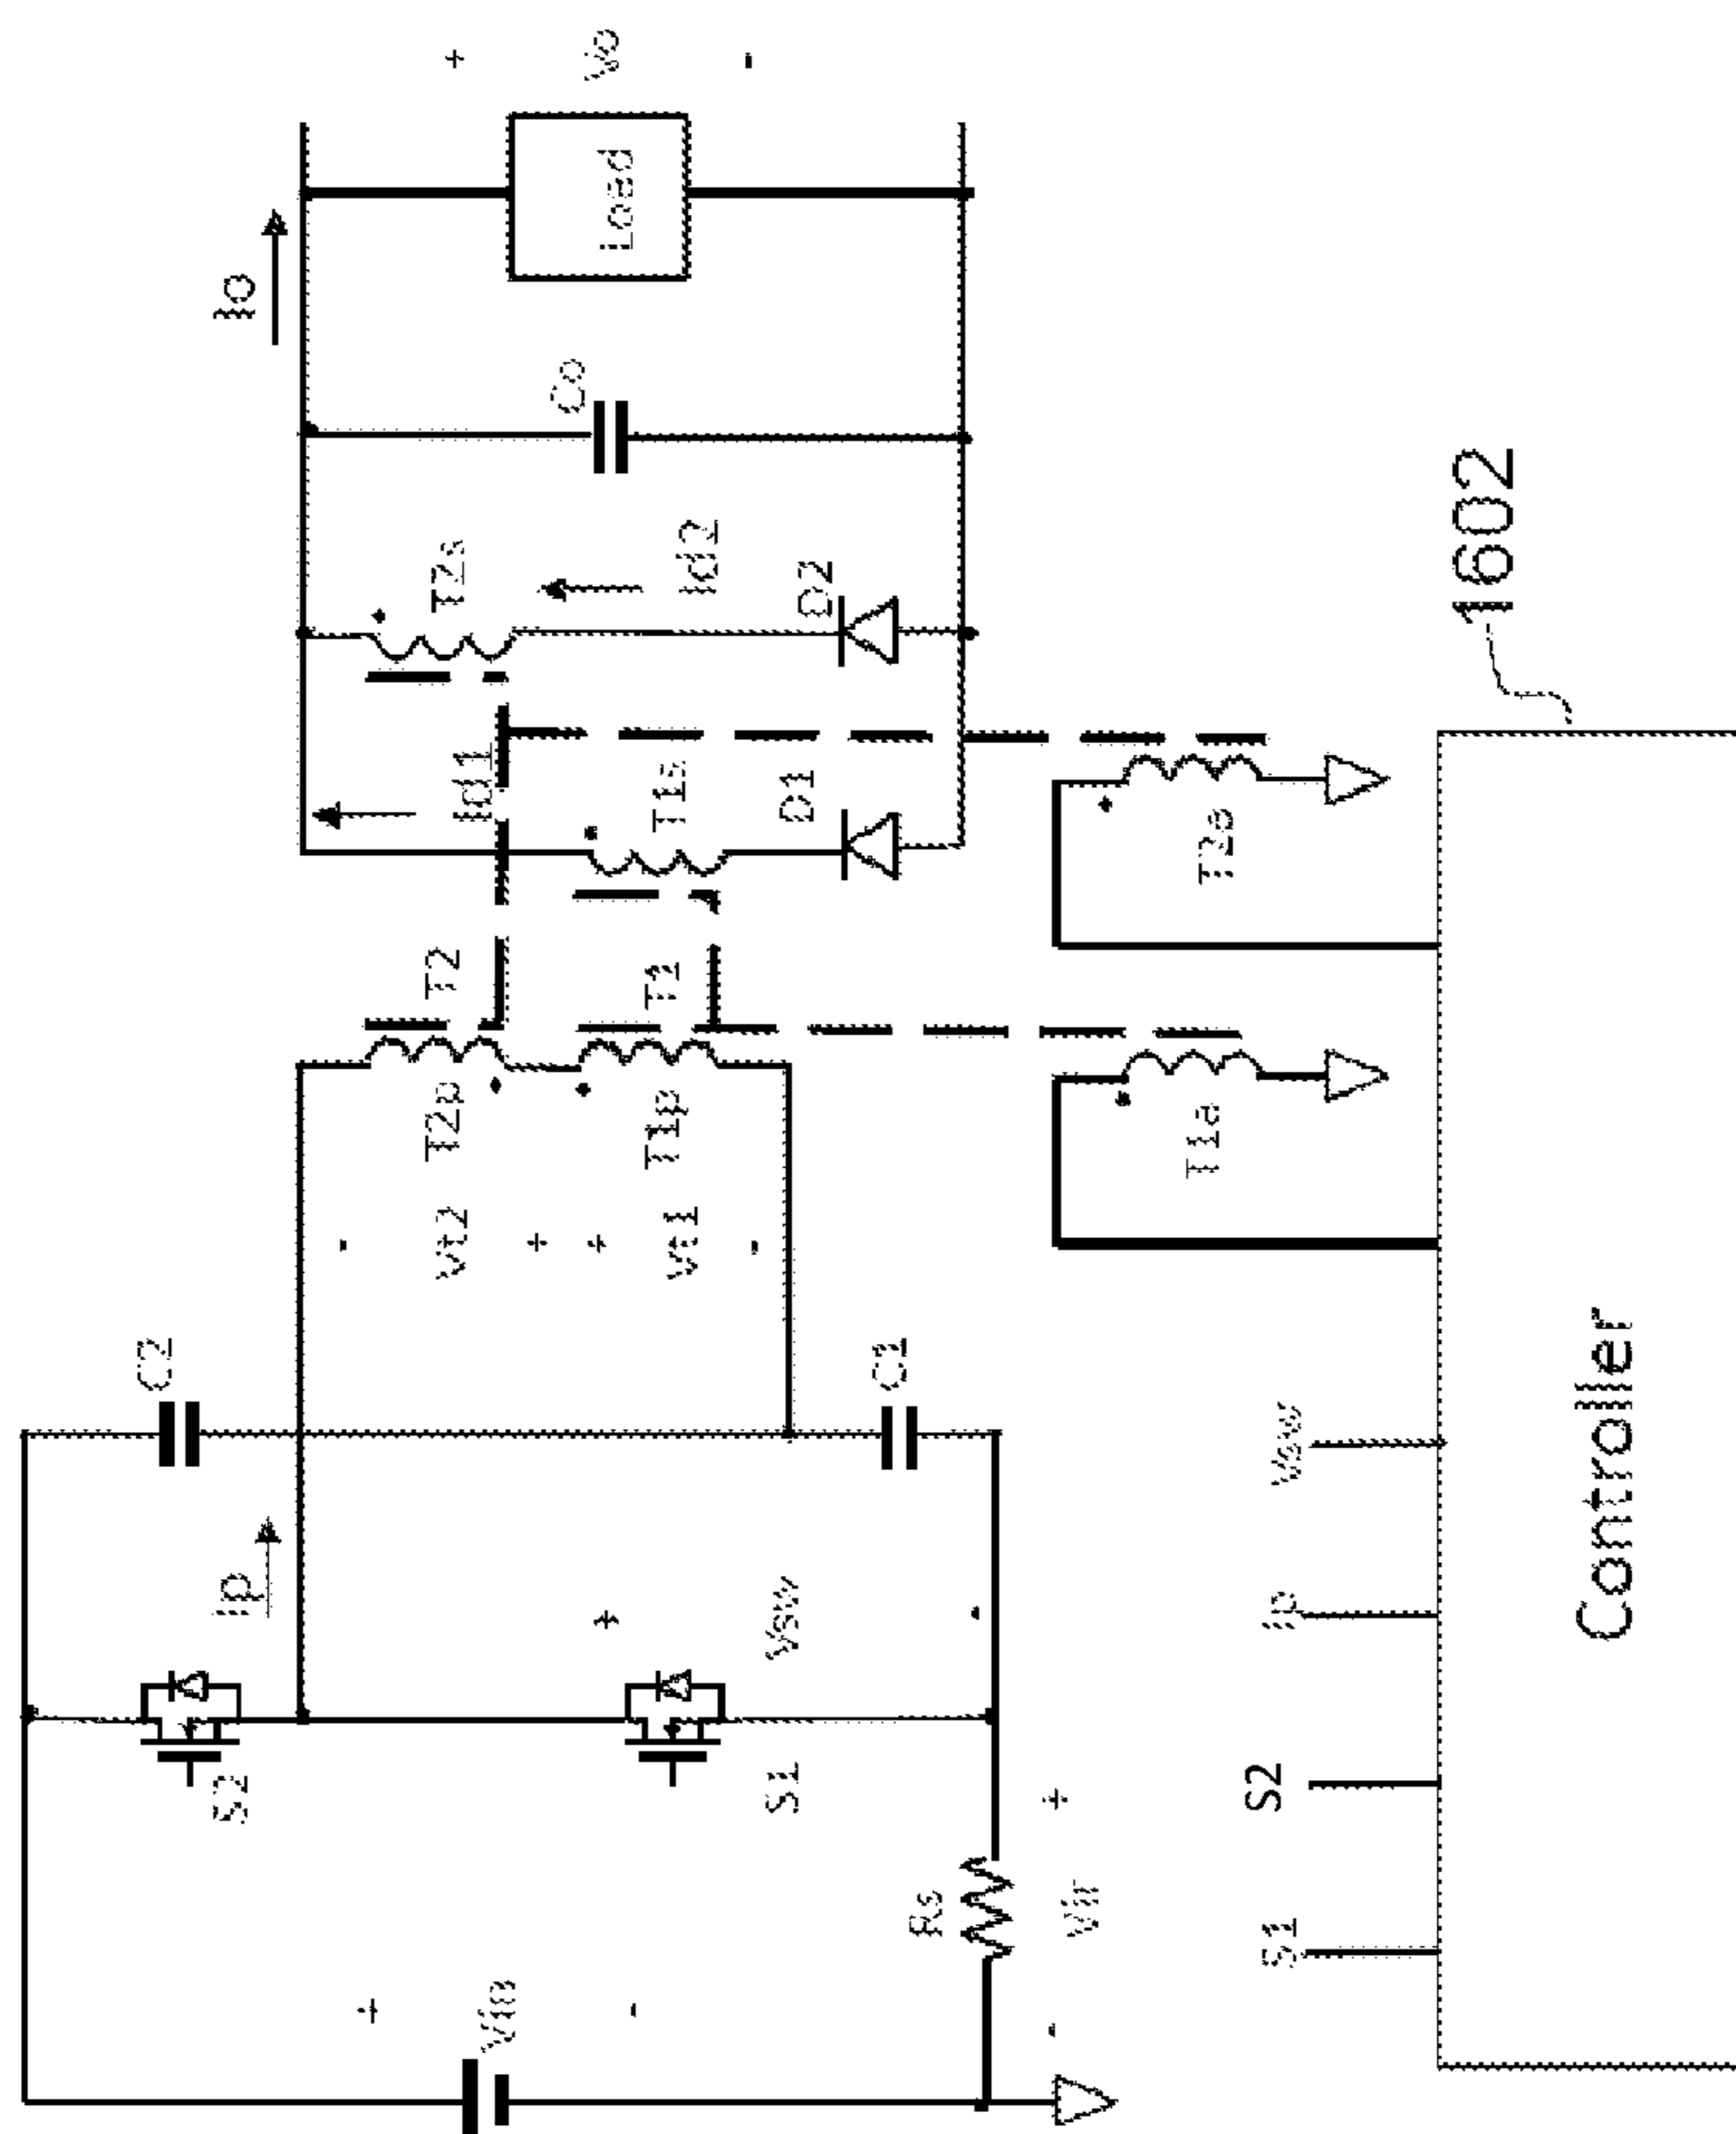 Io
+
Vo
-
Load
Co
T2s
Id2
D2
Id1
T1s
D1
T2
T1
T2p
T1p
-
Vt2
+
+
Vt1
-
C2
C1
Ip
+
Vsw
-
S2
S1
+
Vin
-
Rs
+
Vir
-
T2a
T1a
1602
S1
S2
Ip
Vsw
Controller